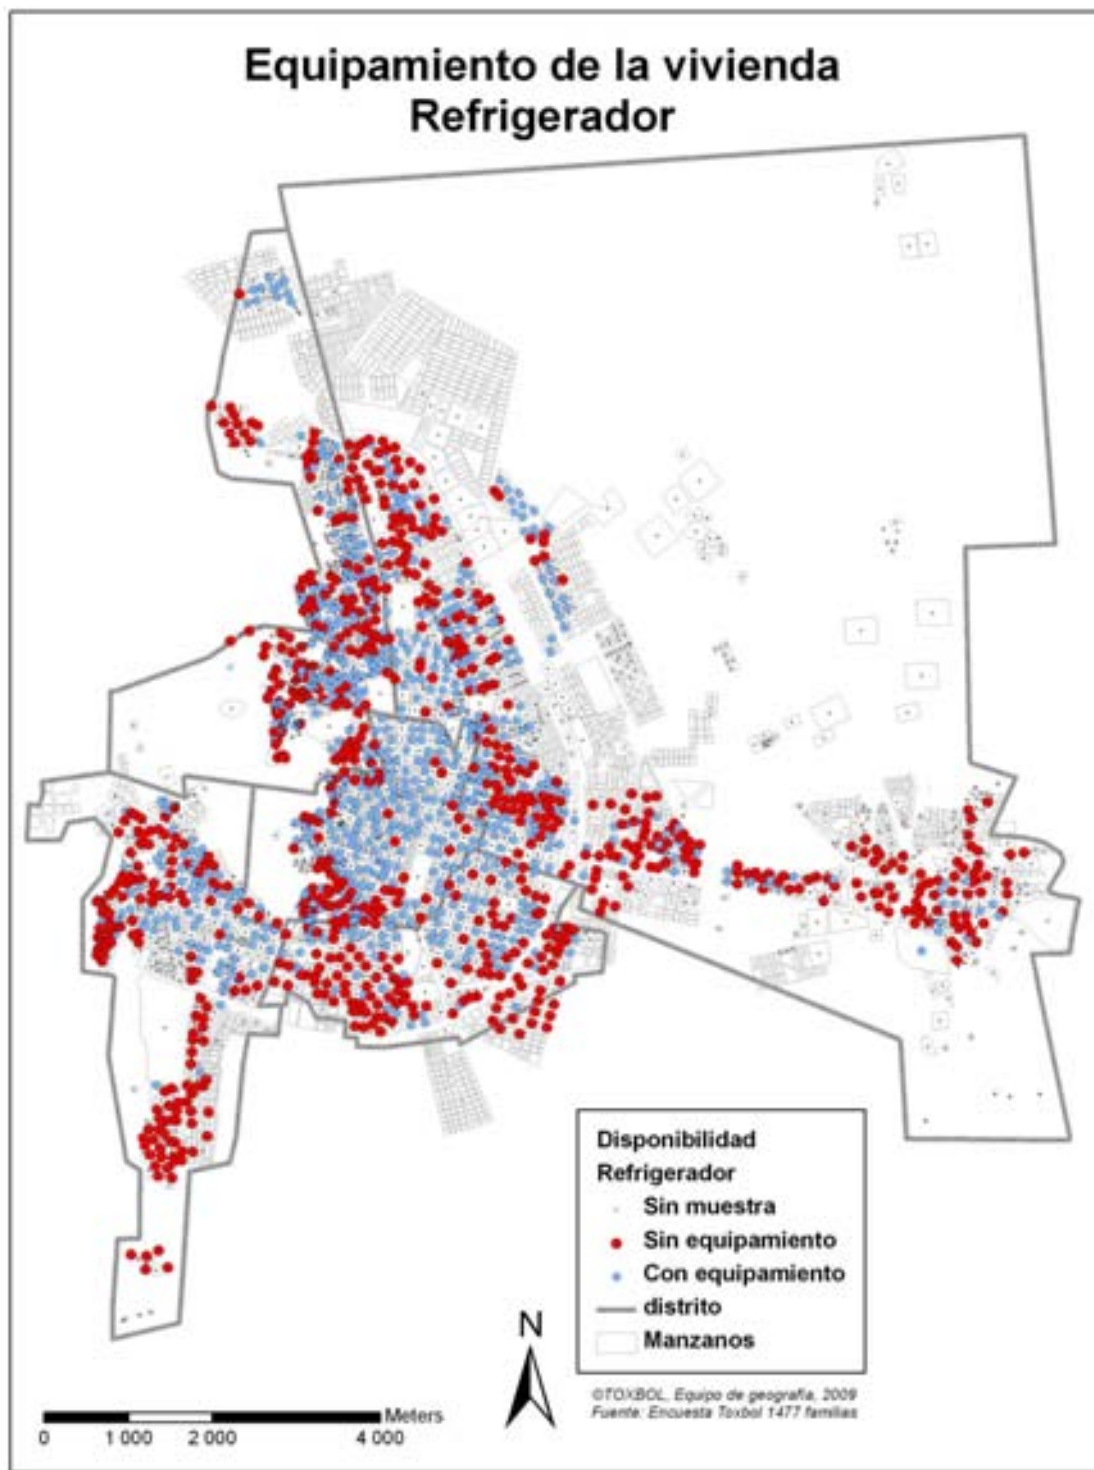 Equipamiento de la vivienda
Refrigerador
Disponibilidad
Refrigerador
Sin muestra
Sin equipamiento
Con equipamiento
distrito
Manzanos
N
©TOXBOL, Equipo de geografía, 2009
Fuente: Encuesta Toxbol 1477 familias
Meters
0 1 000 2 000 4 000